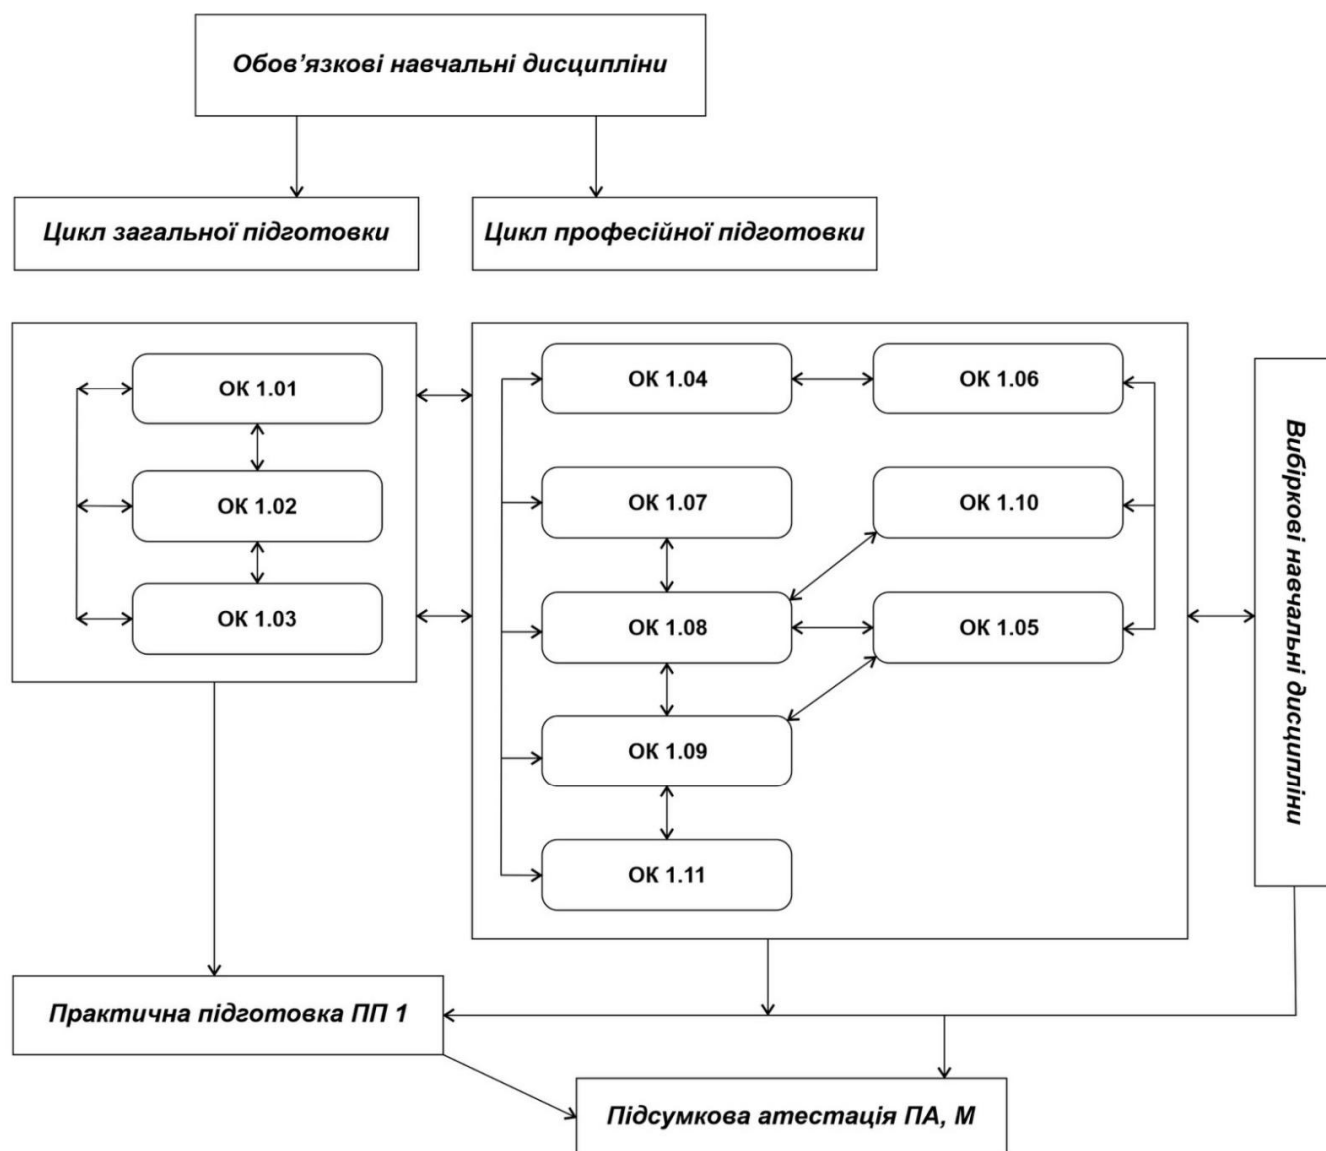 Обов’язкові навчальні дисципліни
Цикл загальної підготовки
Цикл професійної підготовки
ОК 1.01
ОК 1.02
ОК 1.03
ОК 1.04
ОК 1.06
ОК 1.07
ОК 1.10
ОК 1.08
ОК 1.05
ОК 1.09
ОК 1.11
Вибіркові навчальні дисципліни
Практична підготовка ПП 1
Підсумкова атестація ПА, М